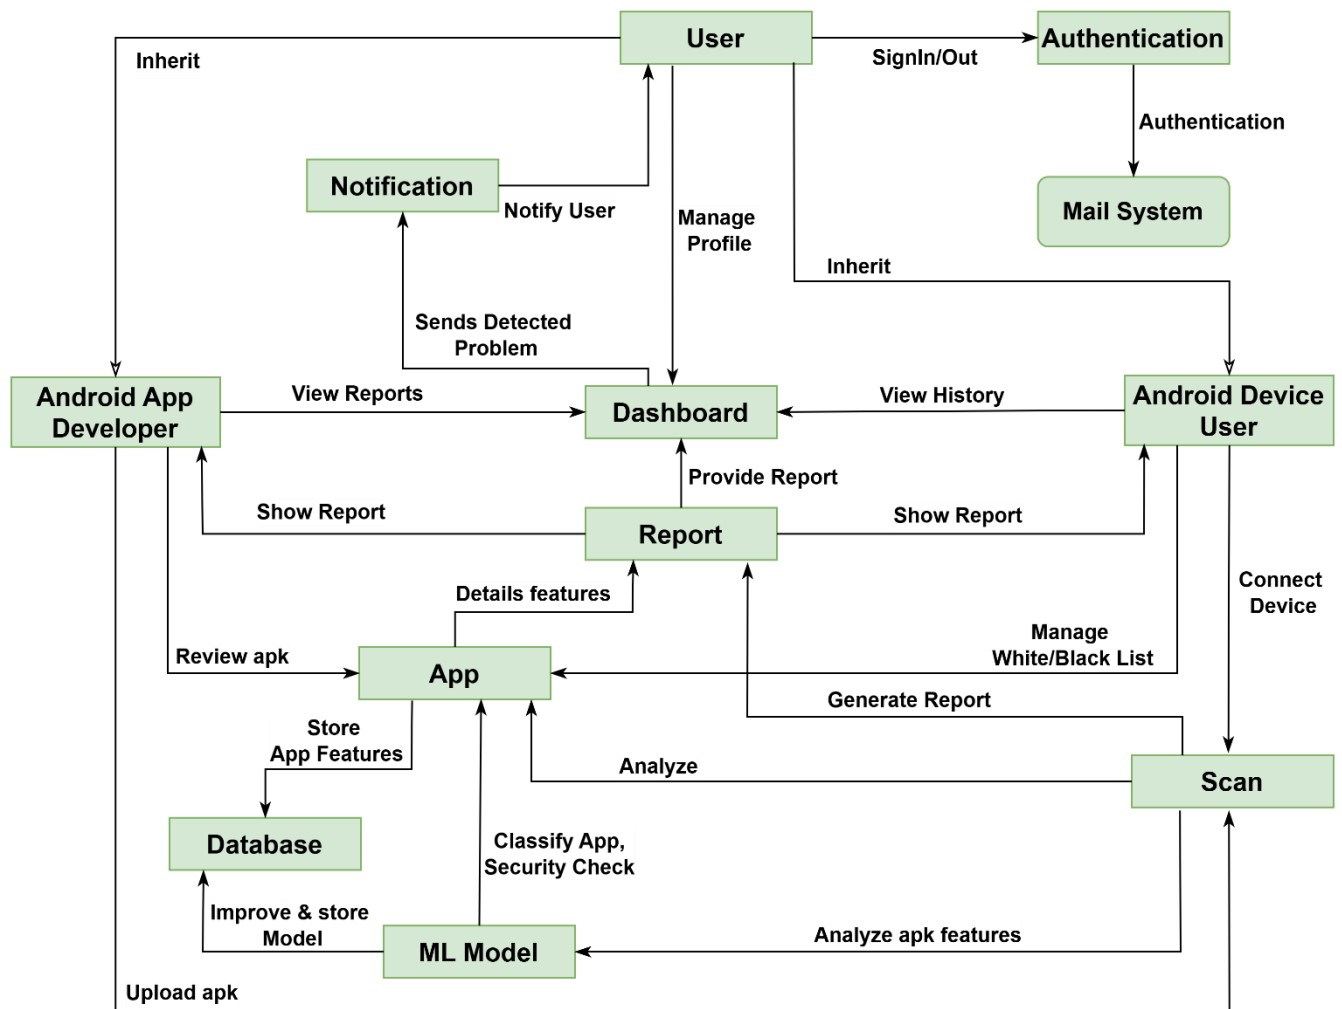 User
Authentication
Inherit
SignIn/Out
Authentication
Notification
Notify User
Manage
Profile
Mail System
Inherit
Sends Detected
Problem
Android App
Developer
View Reports
Dashboard
View History
Android Device
User
Provide Report
Show Report
Report
Show Report
Details features
Connect
Device
Review apk
App
Manage
White/Black List
Generate Report
Store
App Features
Analyze
Scan
Database
Classify App,
Security Check
Improve & store
Model
ML Model
Analyze apk features
Upload apk